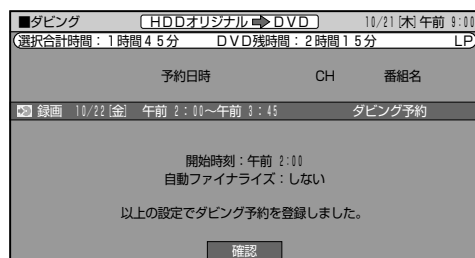 ■ダビング HDDオリジナル➡DVD 10/21[木]午前 9:00
選択合計時間：1時間45分 DVD残時間：2時間15分 LP
予約日時 CH 番組名
録画 10/22[金] 午前 2：00～午前 3：45 ダビング予約
開始時刻：午前 2:00
自動ファイナライズ：しない
以上の設定でダビング予約を登録しました。
確認